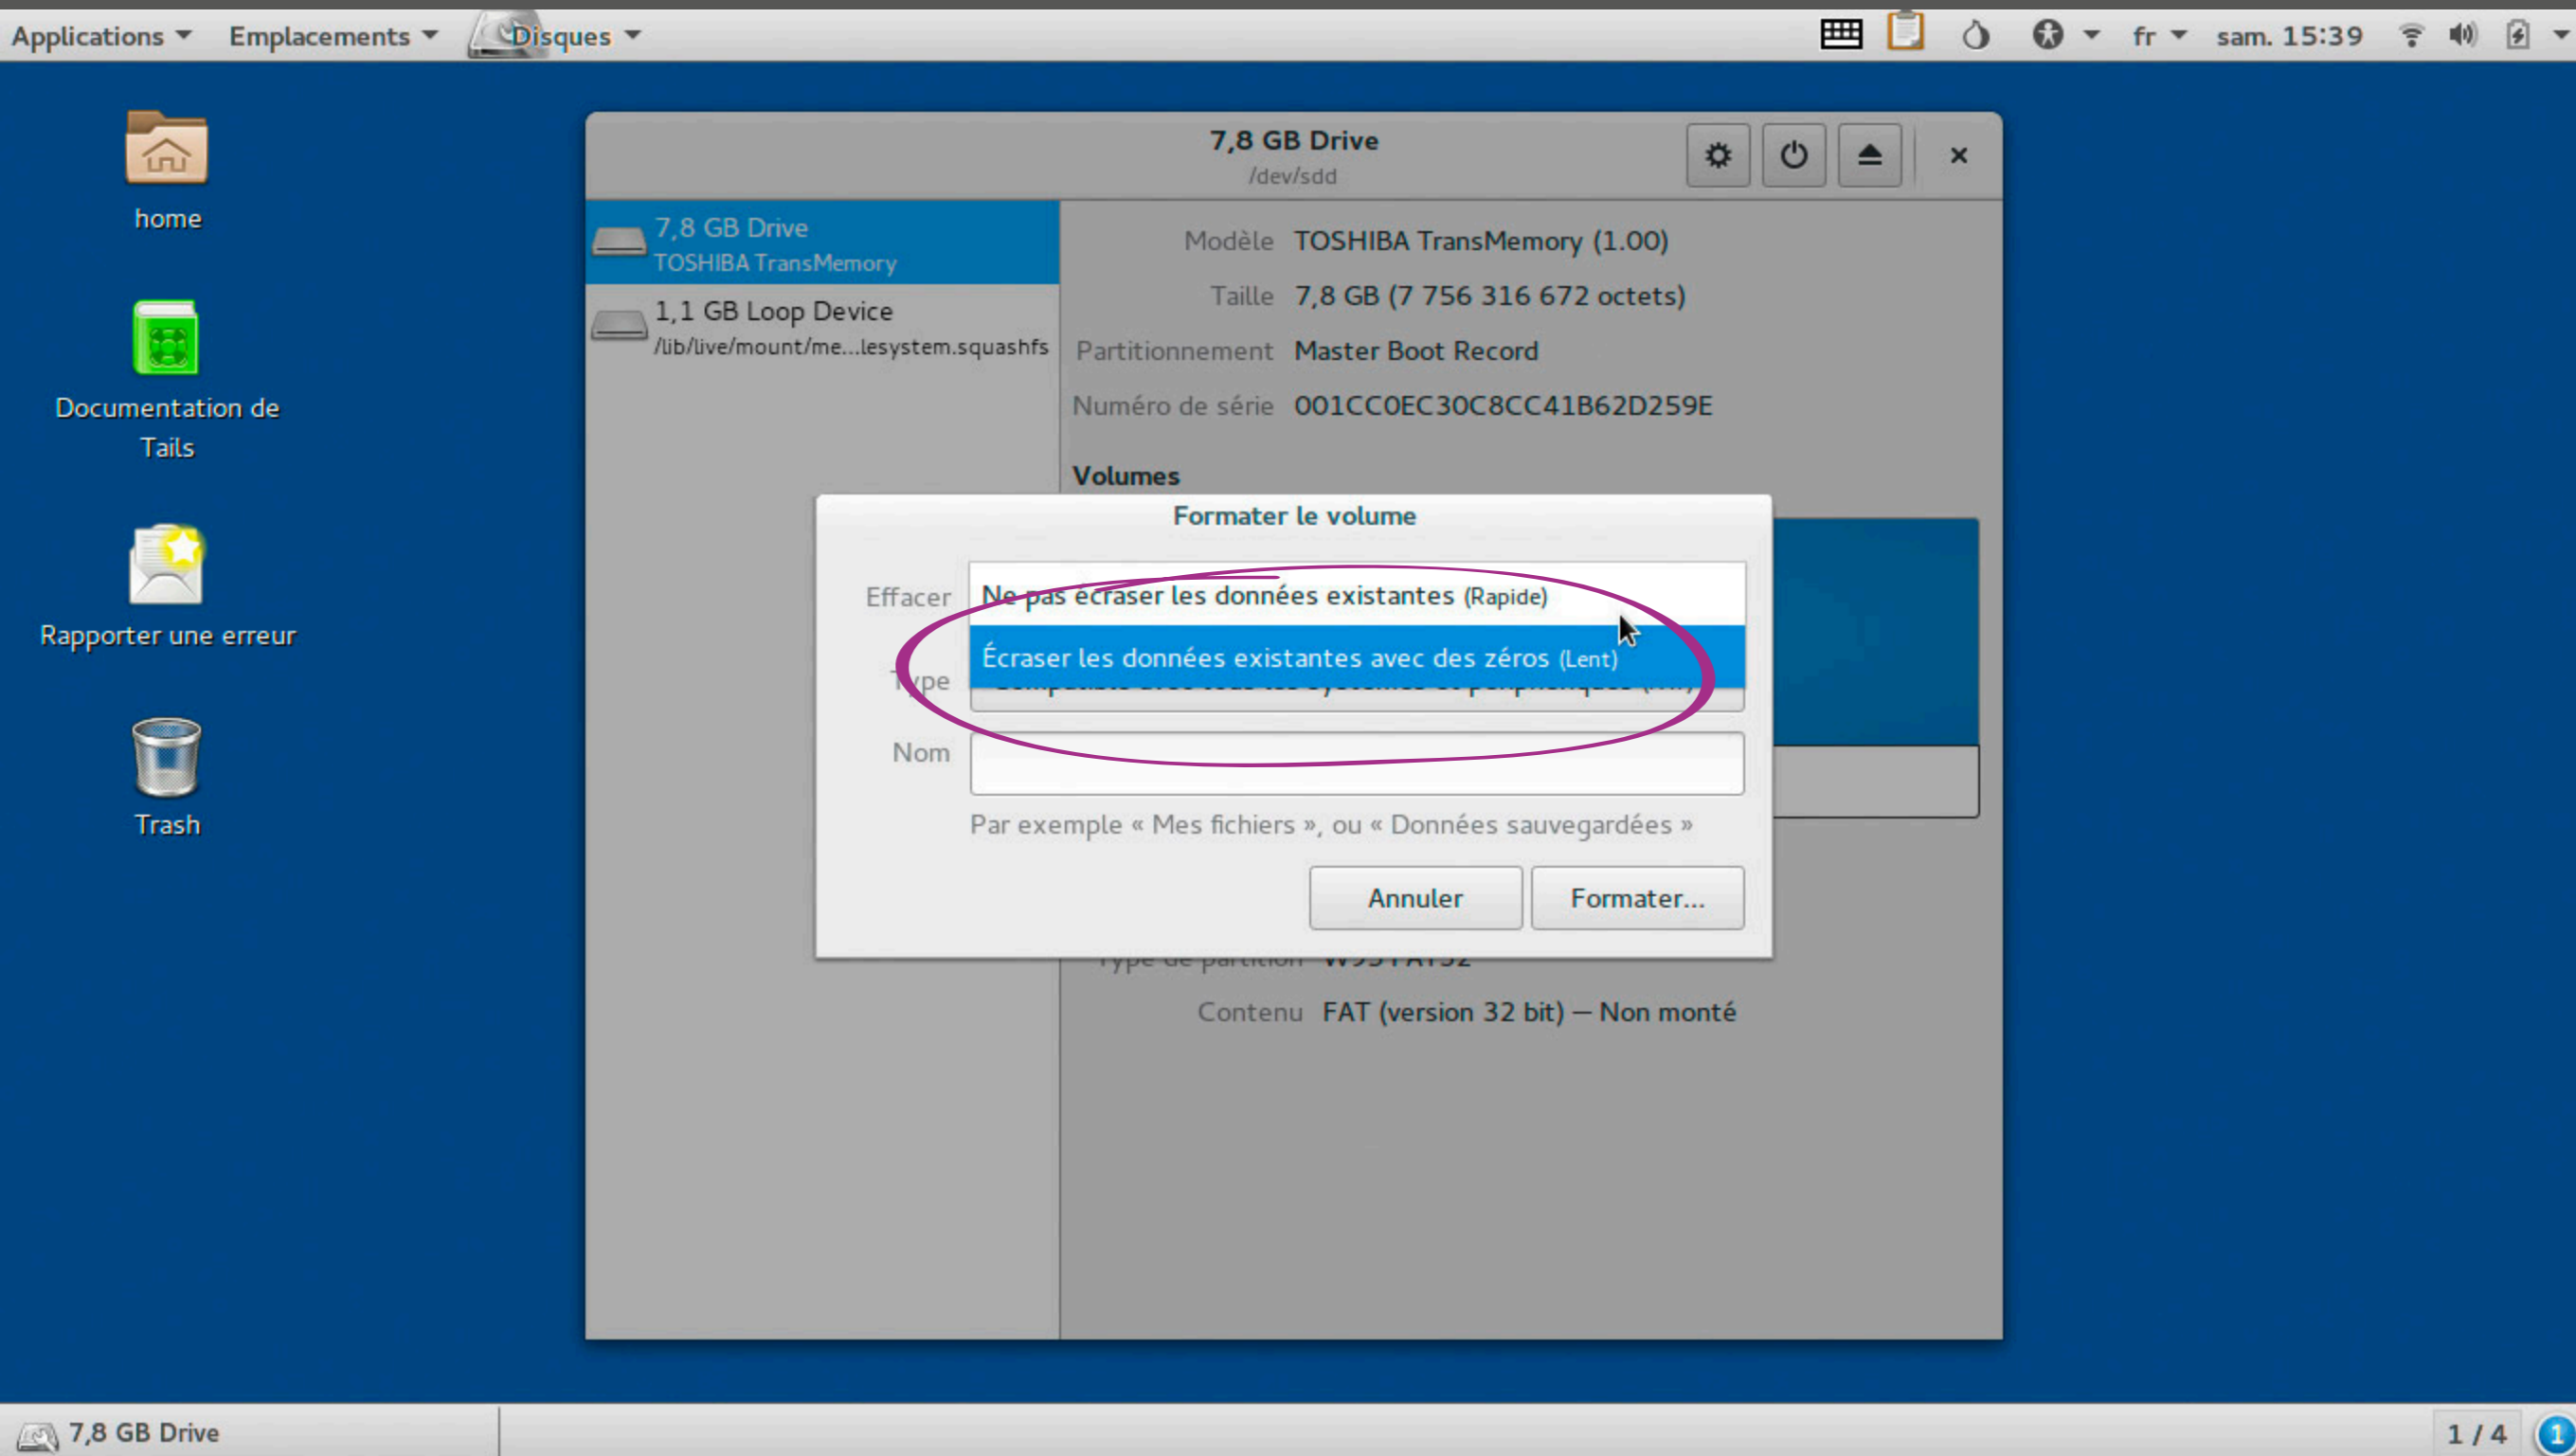 Applications Emplacements Disques fr sam. 15:39
home
Documentation de
Tails
Rapporter une erreur
Trash
7,8 GB Drive
/dev/sdd
7,8 GB Drive
TOSHIBA TransMemory
1,1 GB Loop Device
/lib/live/mount/me...lesystem.squashfs
Modèle TOSHIBA TransMemory (1.00)
Taille 7,8 GB (7 756 316 672 octets)
Partitionnement Master Boot Record
Numéro de série 001CC0EC30C8CC41B62D259E
Volumes
Formater le volume
Effacer Ne pas écraser les données existantes (Rapide)
Écraser les données existantes avec des zéros (Lent)
Type
Nom
Par exemple « Mes fichiers », ou « Données sauvegardées »
Annuler Formater...
Type de partition
Contenu FAT (version 32 bit) — Non monté
7,8 GB Drive 1 / 4 1